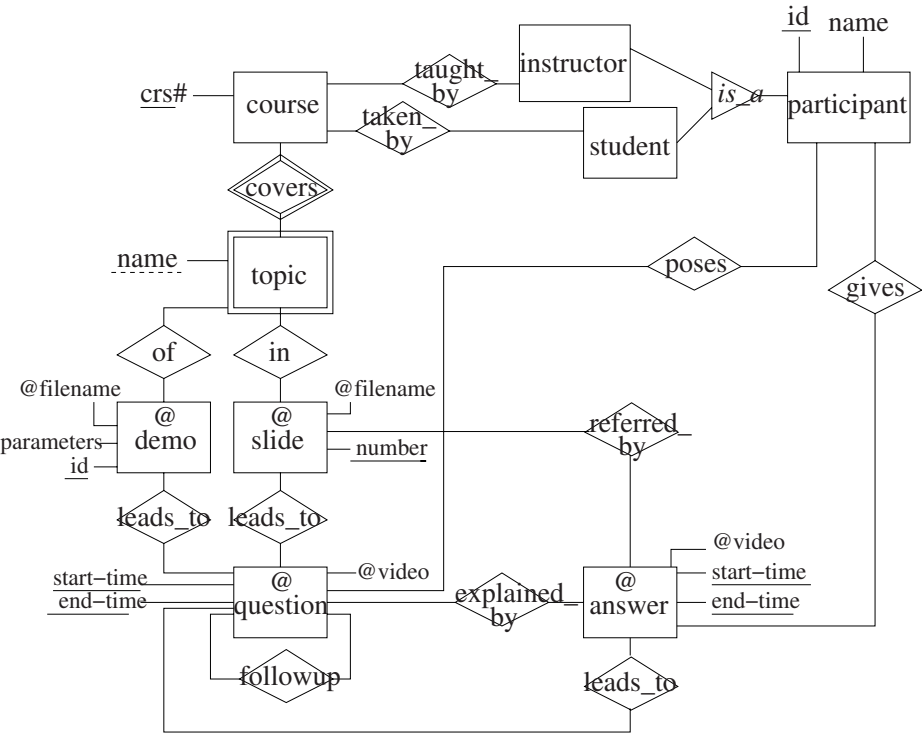 id
name
crs#
course
taught_
by
instructor
is_a
participant
taken_
by
student
covers
name
topic
poses
gives
of
in
@filename
@
demo
parameters
id
@filename
@
slide
number
referred_
by
leads_to
leads_to
@video
start-time
end-time
@
question
@video
explained_
by
@
answer
start-time
end-time
followup
leads_to